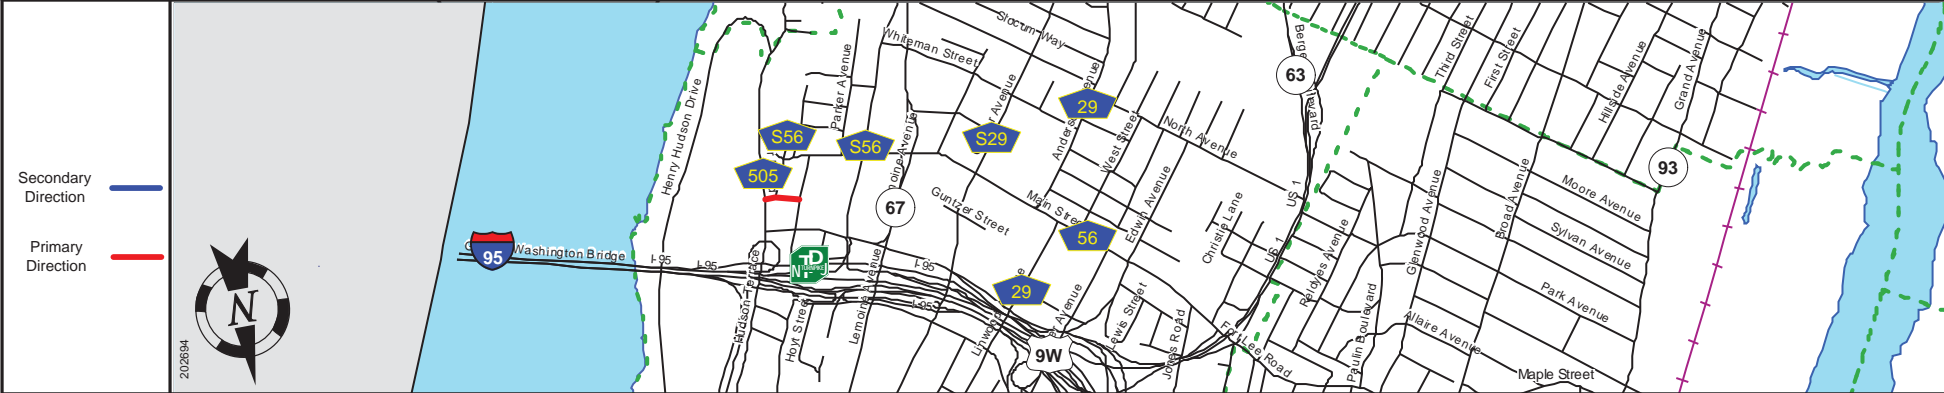 Secondary
Direction
Primary
Direction
202694
N
Washington Bridge
95
Henry Hudson Drive
I-95
I-95
505
S56
S56
Parker Avenue
Whiteman Street
Slocum Way
67
TURNPIKE
Hudson Terrace
Hoyt Street
Lemoine Avenue
I-95
I-95
S29
29
29
56
9W
Guntzer Street
Main Street
Linwood
Edwin Avenue
West Street
North Avenue
Lewis Street
Jones Road
Christie Lane
63
US 1
US 1
Fort Lee Road
Paulin Boulevard
Glenwood Avenue
Broad Avenue
Allaire Avenue
Maple Street
Park Avenue
Sylvan Avenue
Moore Avenue
93
Third Street
First Street
Hillside Avenue
Grand Avenue